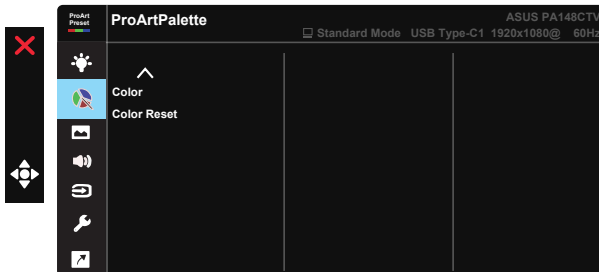 ProArt
Preset
ProArtPalette
ASUS PA148CTV
Standard Mode USB Type-C1 1920x1080@ 60Hz
Color
Color Reset